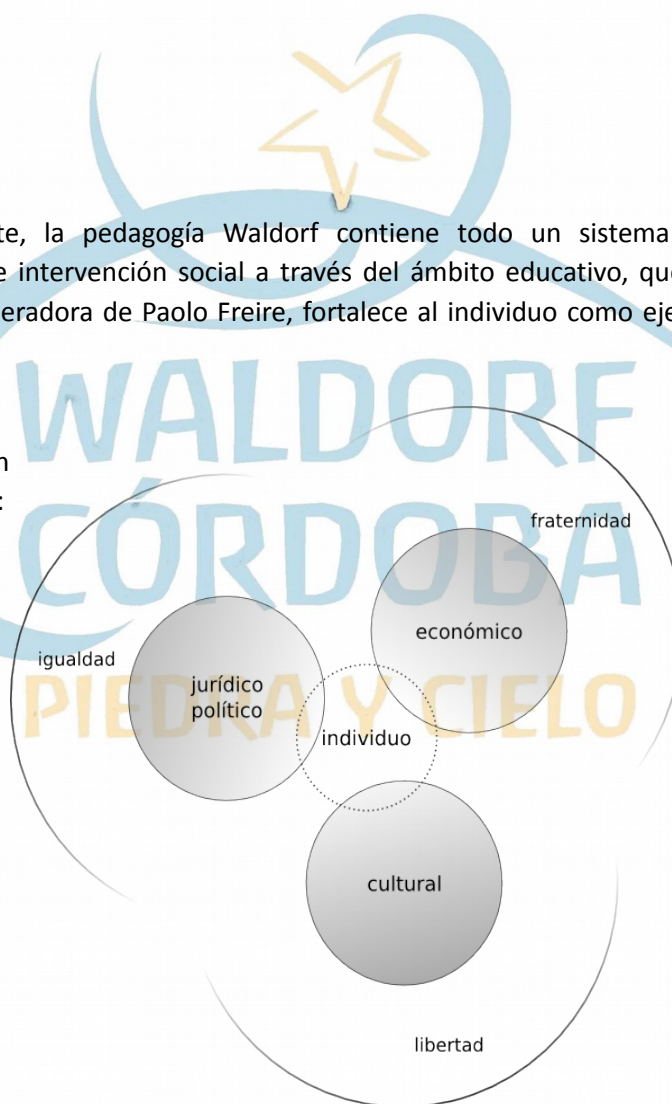 te, la pedagogía Waldorf contiene todo un sistema
e intervención social a través del ámbito educativo, que
eradora de Paolo Freire, fortalece al individuo como eje
WALDORF
n
:
CÓRDOBA
fraternidad
económico
igualdad
jurídico
político
PIEDRA Y CIELO
individuo
cultural
libertad